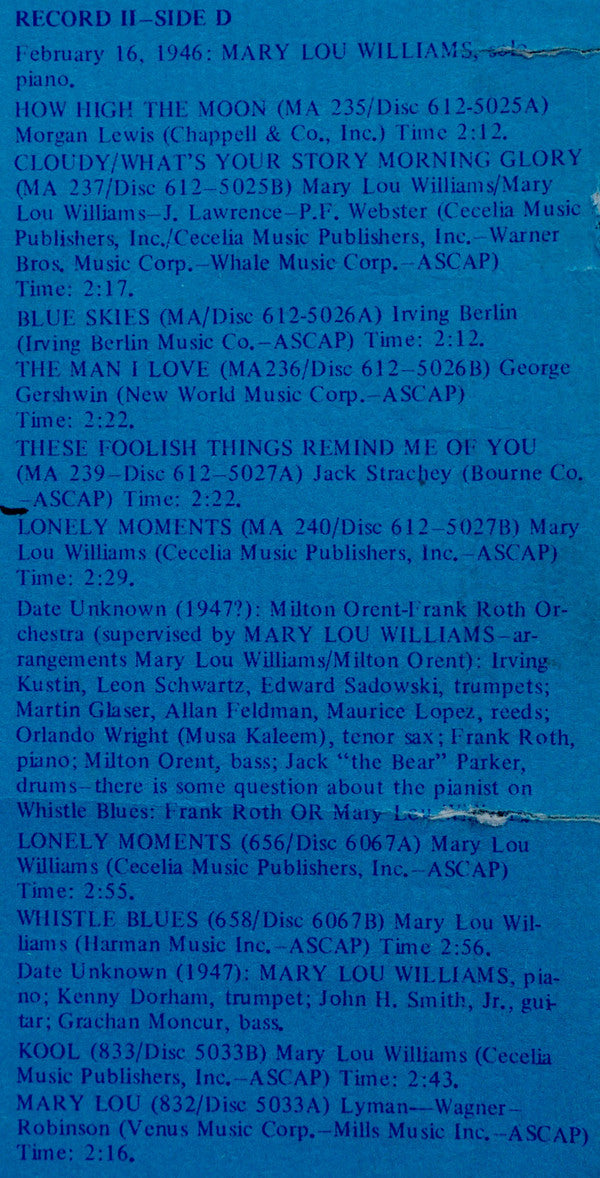 RECORD II—SIDE D
February 16, 1946: MARY LOU WILLIAMS, solo
piano.
HOW HIGH THE MOON (MA 235/Disc 612-5025A)
Morgan Lewis (Chappell & Co., Inc.) Time 2:12.
CLOUDY/WHAT'S YOUR STORY MORNING GLORY
(MA 237/Disc 612—5025B) Mary Lou Williams/Mary
Lou Williams—J. Lawrence—P.F. Webster (Cecelia Music
Publishers, Inc./Cecelia Music Publishers, Inc.—Warner
Bros. Music Corp.—Whale Music Corp.—ASCAP)
Time: 2:17.
BLUE SKIES (MA/Disc 612-5026A) Irving Berlin
(Irving Berlin Music Co.—ASCAP) Time: 2:12.
THE MAN I LOVE (MA236/Disc 612—5026B) George
Gershwin (New World Music Corp.—ASCAP)
Time: 2:22.
THESE FOOLISH THINGS REMIND ME OF YOU
(MA 239—Disc 612—5027A) Jack Strachey (Bourne Co.
—ASCAP) Time: 2:22.
LONELY MOMENTS (MA 240/Disc 612—5027B) Mary
Lou Williams (Cecelia Music Publishers, Inc.—ASCAP)
Time: 2:29.
Date Unknown (1947?): Milton Orent-Frank Roth Or-
chestra (supervised by MARY LOU WILLIAMS—ar-
rangements Mary Lou Williams/Milton Orent): Irving
Kustin, Leon Schwartz, Edward Sadowski, trumpets;
Martin Glaser, Allan Feldman, Maurice Lopez, reeds;
Orlando Wright (Musa Kaleem), tenor sax; Frank Roth,
piano; Milton Orent, bass; Jack "the Bear" Parker,
drums—there is some question about the pianist on
Whistle Blues: Frank Roth OR Mary Lou
LONELY MOMENTS (656/Disc 6067A) Mary Lou
Williams (Cecelia Music Publishers, Inc.—ASCAP)
Time: 2:55.
WHISTLE BLUES (658/Disc 6067B) Mary Lou Wil-
liams (Harman Music Inc.—ASCAP) Time 2:56.
Date Unknown (1947): MARY LOU WILLIAMS, pia-
no; Kenny Dorham, trumpet; John H. Smith, Jr., gui-
tar; Grachan Moncur, bass.
KOOL (833/Disc 5033B) Mary Lou Williams (Cecelia
Music Publishers, Inc.—ASCAP) Time: 2:43.
MARY LOU (832/Disc 5033A) Lyman—Wagner—
Robinson (Venus Music Corp.—Mills Music Inc.—ASCAP)
Time: 2:16.